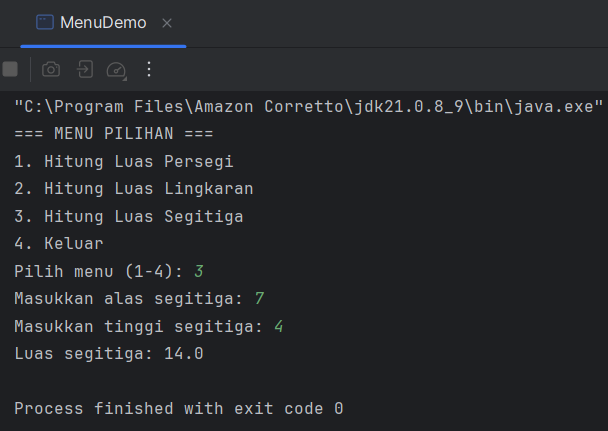 MenuDemo
"C:\Program Files\Amazon Corretto\jdk21.0.8_9\bin\java.exe"
=== MENU PILIHAN ===
1. Hitung Luas Persegi
2. Hitung Luas Lingkaran
3. Hitung Luas Segitiga
4. Keluar
Pilih menu (1-4): 3
Masukkan alas segitiga: 7
Masukkan tinggi segitiga: 4
Luas segitiga: 14.0
Process finished with exit code 0